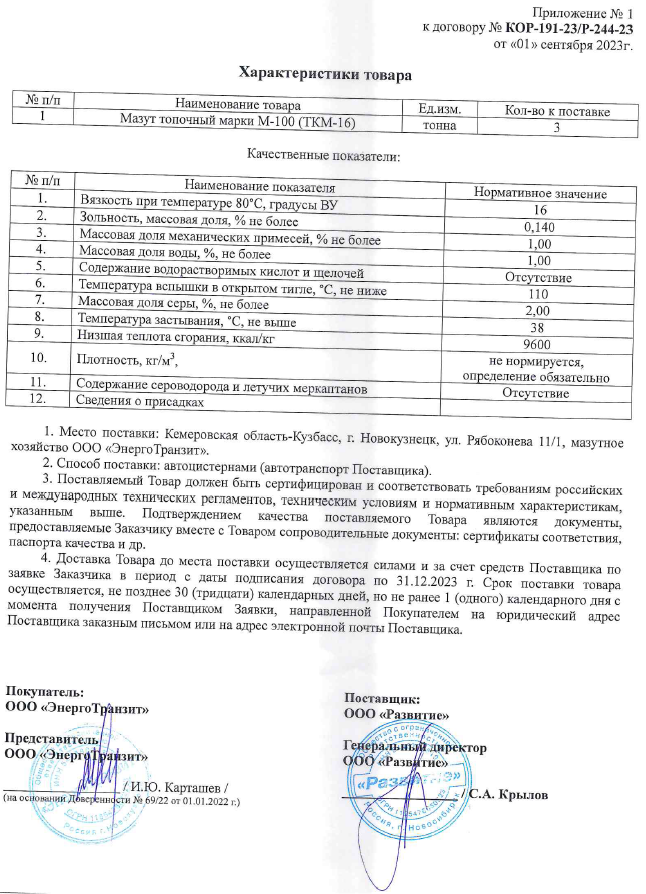 Приложение № 1
к договору № КОР-191-23/Р-244-23
от «01» сентября 2023г.
Характеристики товара
№ п/п Наименование товара Ед.изм. Кол-во к поставке
1 Мазут топочный марки М-100 (ТКМ-16) тонна 3
Качественные показатели:
№ п/п Наименование показателя Нормативное значение
1. Вязкость при температуре 80°С, градусы ВУ 16
2. Зольность, массовая доля, % не более 0,140
3. Массовая доля механических примесей, % не более 1,00
4. Массовая доля воды, %, не более 1,00
5. Содержание водорастворимых кислот и щелочей Отсутствие
6. Температура вспышки в открытом тигле, °С, не ниже 110
7. Массовая доля серы, %, не более 2,00
8. Температура застывания, °С, не выше 38
9. Низшая теплота сгорания, ккал/кг 9600
10. Плотность, кг/м³, не нормируется,
определение обязательно
11. Содержание сероводорода и летучих меркаптанов Отсутствие
12. Сведения о присадках
1. Место поставки: Кемеровская область-Кузбасс, г. Новокузнецк, ул. Рябоконева 11/1, мазутное
хозяйство ООО «ЭнергоТранзит».
2. Способ поставки: автоцистернами (автотранспорт Поставщика).
3. Поставляемый Товар должен быть сертифицирован и соответствовать требованиям российских
и международных технических регламентов, техническим условиям и нормативным характеристикам,
указанным выше. Подтверждением качества поставляемого Товара являются документы,
предоставляемые Заказчику вместе с Товаром сопроводительные документы: сертификаты соответствия,
паспорта качества и др.
4. Доставка Товара до места поставки осуществляется силами и за счет средств Поставщика по
заявке Заказчика в период с даты подписания договора по 31.12.2023 г. Срок поставки товара
осуществляется, не позднее 30 (тридцати) календарных дней, но не ранее 1 (одного) календарного дня с
момента получения Поставщиком Заявки, направленной Покупателем на юридический адрес
Поставщика заказным письмом или на адрес электронной почты Поставщика.
Покупатель:
ООО «ЭнергоТранзит»
Представитель
ООО «ЭнергоТранзит»
/ И.Ю. Карташев /
(на основании Доверенности № 69/22 от 01.01.2022 г.)
Поставщик:
ООО «Развитие»
Генеральный директор
ООО «Развитие»
«Развитие»
Россия, г. Новосибирск
/ С.А. Крылов